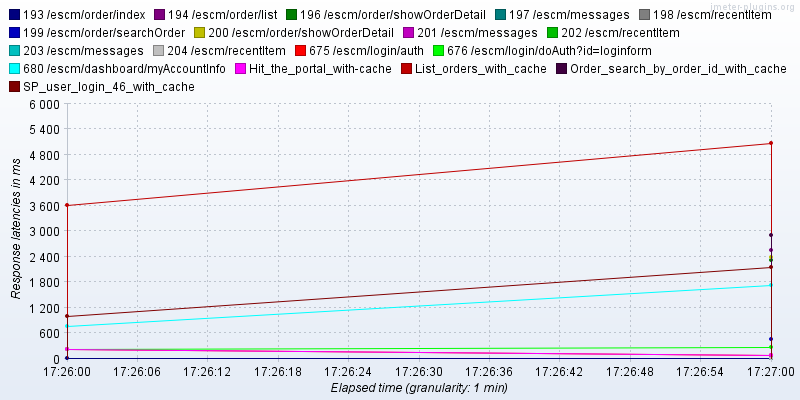 jmeter-plugins.org
193 /escm/order/index 194 /escm/order/list 196 /escm/order/showOrderDetail 197 /escm/messages 198 /escm/recentItem
199 /escm/order/searchOrder 200 /escm/order/showOrderDetail 201 /escm/messages 202 /escm/recentItem
203 /escm/messages 204 /escm/recentItem 675 /escm/login/auth 676 /escm/login/doAuth?id=loginform
680 /escm/dashboard/myAccountInfo Hit_the_portal_with-cache List_orders_with_cache Order_search_by_order_id_with_cache
SP_user_login_46_with_cache
6 000
5 400
4 800
4 200
3 600
3 000
2 400
1 800
1 200
600
0
Response latencies in ms
17:26:00 17:26:06 17:26:12 17:26:18 17:26:24 17:26:30 17:26:36 17:26:42 17:26:48 17:26:54 17:27:00
Elapsed time (granularity: 1 min)